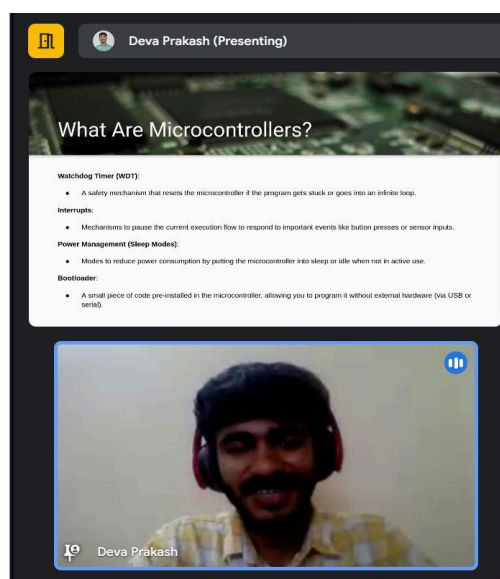 Deva Prakash (Presenting)
What Are Microcontrollers?
Watchdog Timer (WDT):
● A safety mechanism that resets the microcontroller if the program gets stuck or goes into an infinite loop.
Interrupts:
● Mechanisms to pause the current execution flow to respond to important events like button presses or sensor inputs.
Power Management (Sleep Modes):
● Modes to reduce power consumption by putting the microcontroller into sleep or idle when not in active use.
Bootloader:
● A small piece of code pre-installed in the microcontroller, allowing you to program it without external hardware (via USB or
serial).
Deva Prakash